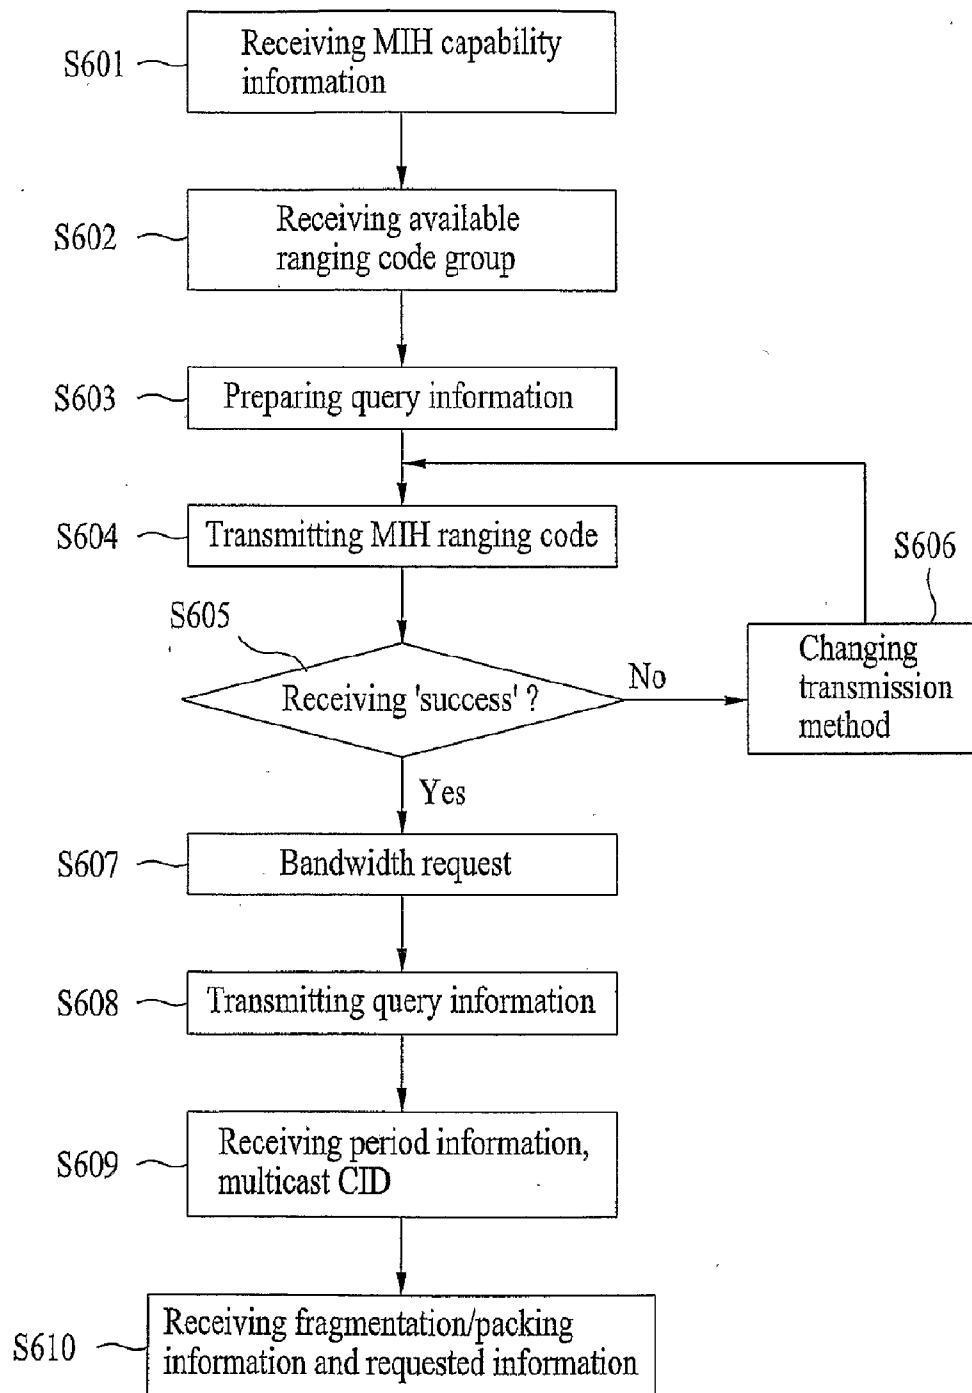 S601
Receiving MIH capability
information
S602
Receiving available
ranging code group
S603
Preparing query information
S604
Transmitting MIH ranging code
S605
Receiving 'success' ?
No
S606
Changing
transmission
method
Yes
S607
Bandwidth request
S608
Transmitting query information
S609
Receiving period information,
multicast CID
S610
Receiving fragmentation/packing
information and requested information